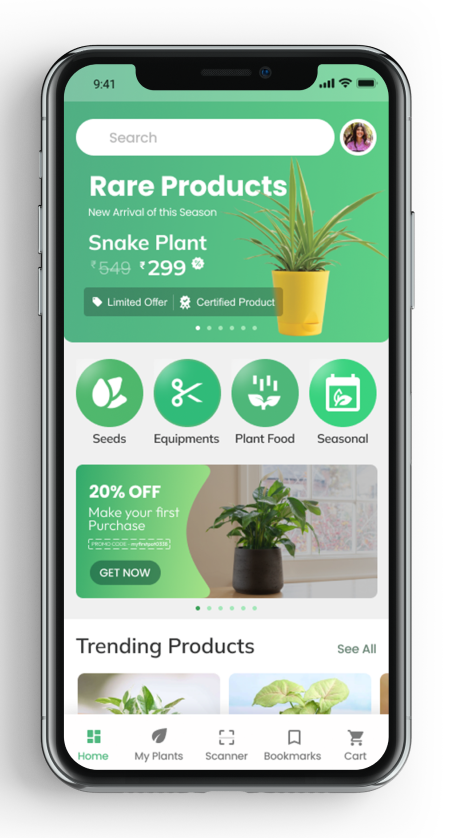 9:41
Search
Rare Products
New Arrival of this Season
Snake Plant
₹549 ₹299 %
Limited Offer Certified Product
Seeds Equipments Plant Food Seasonal
20% OFF
Make your first
Purchase
PROMO CODE -
GET NOW
Trending Products See All
Home My Plants Scanner Bookmarks Cart